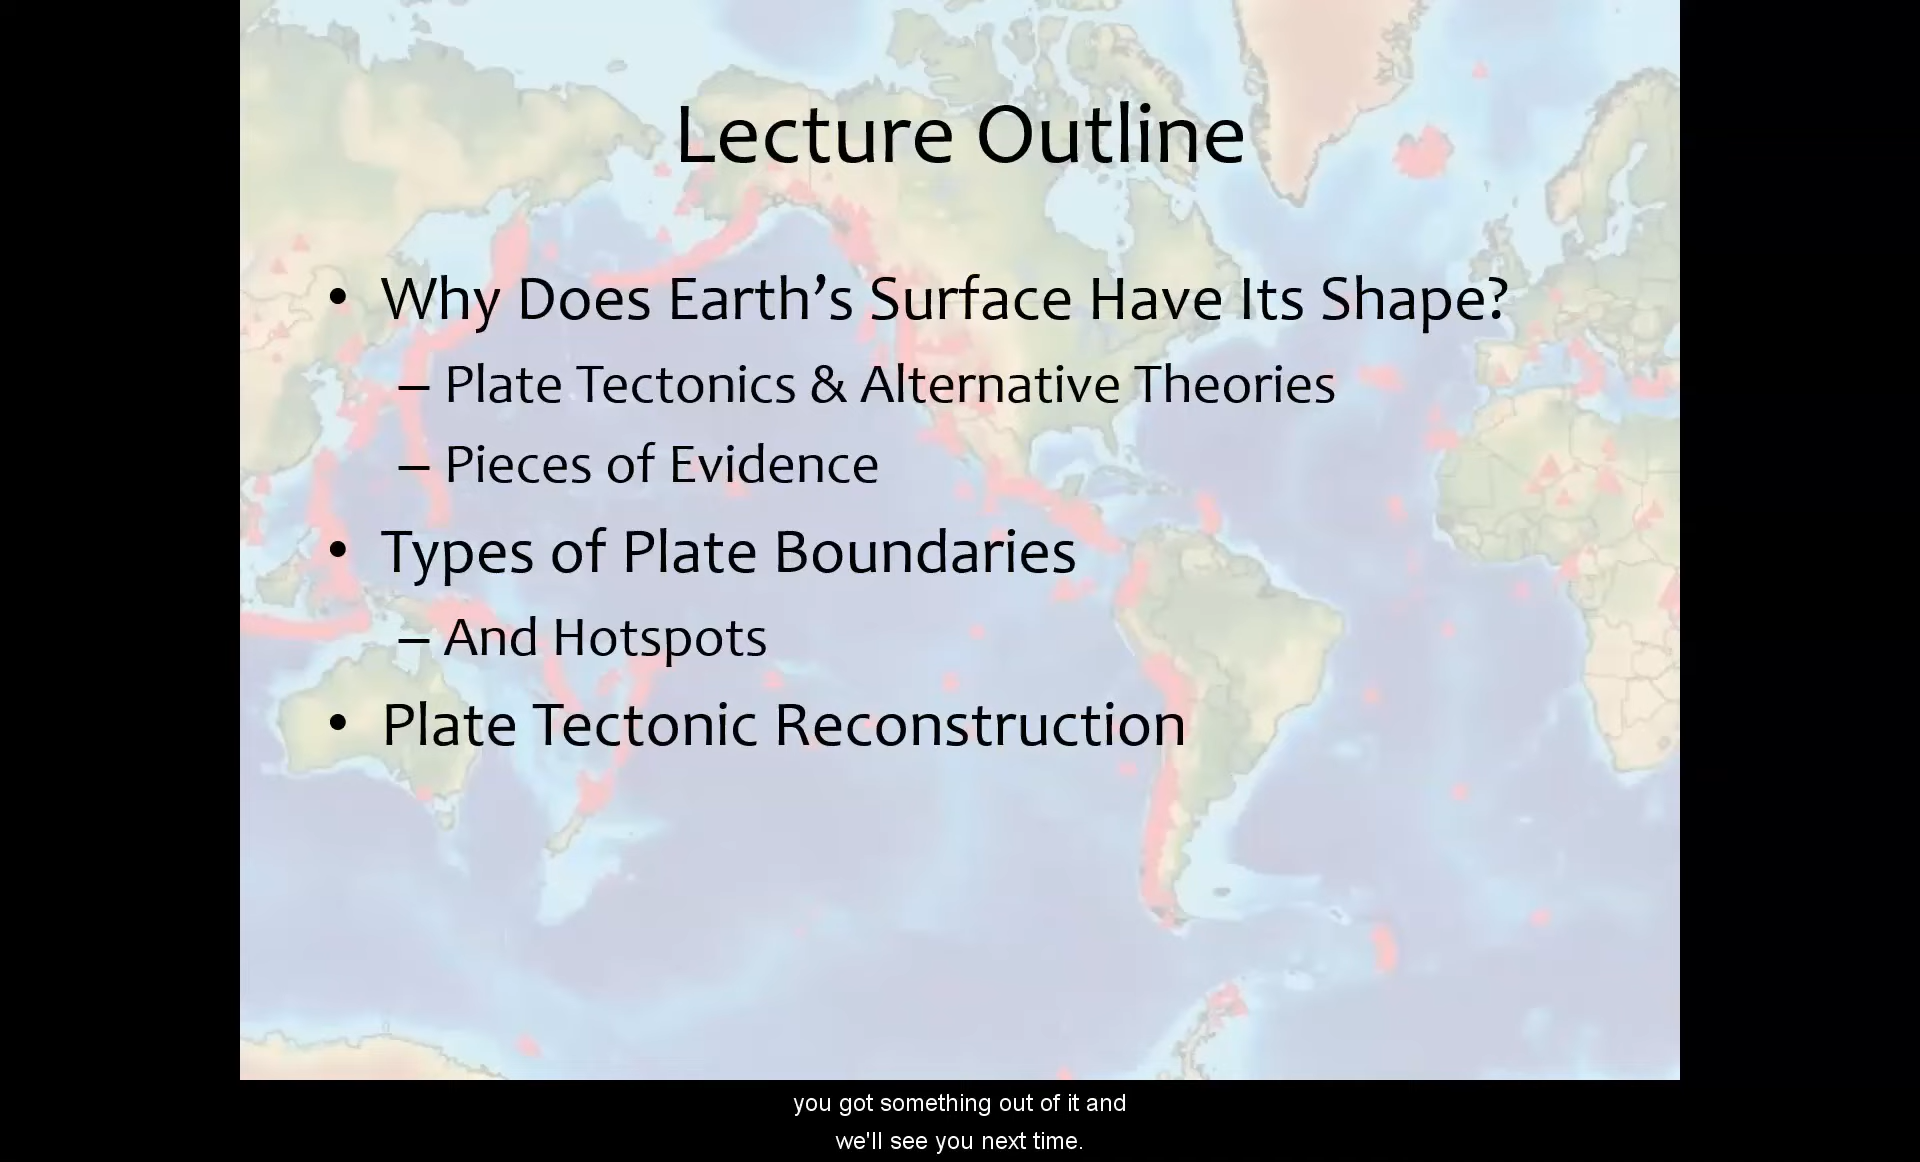 Lecture Outline
• Why Does Earth’s Surface Have Its Shape?
– Plate Tectonics & Alternative Theories
– Pieces of Evidence
• Types of Plate Boundaries
– And Hotspots
• Plate Tectonic Reconstruction
you got something out of it and
we'll see you next time.